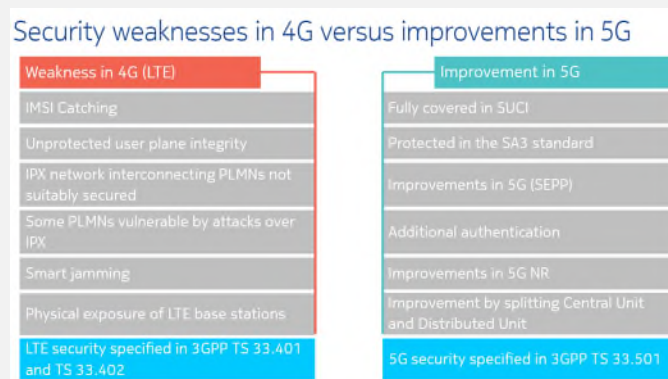 Security weaknesses in 4G versus improvements in 5G
Weakness in 4G (LTE)
Improvement in 5G
IMSI Catching
Fully covered in SUCI
Unprotected user plane integrity
Protected in the SA3 standard
IPX network interconnecting PLMNs not
suitably secured
Improvements in 5G (SEPP)
Some PLMNs vulnerable by attacks over
IPX
Additional authentication
Smart jamming
Improvements in 5G NR
Physical exposure of LTE base stations
Improvement by splitting Central Unit
and Distributed Unit
LTE security specified in 3GPP TS 33.401
and TS 33.402
5G security specified in 3GPP TS 33.501